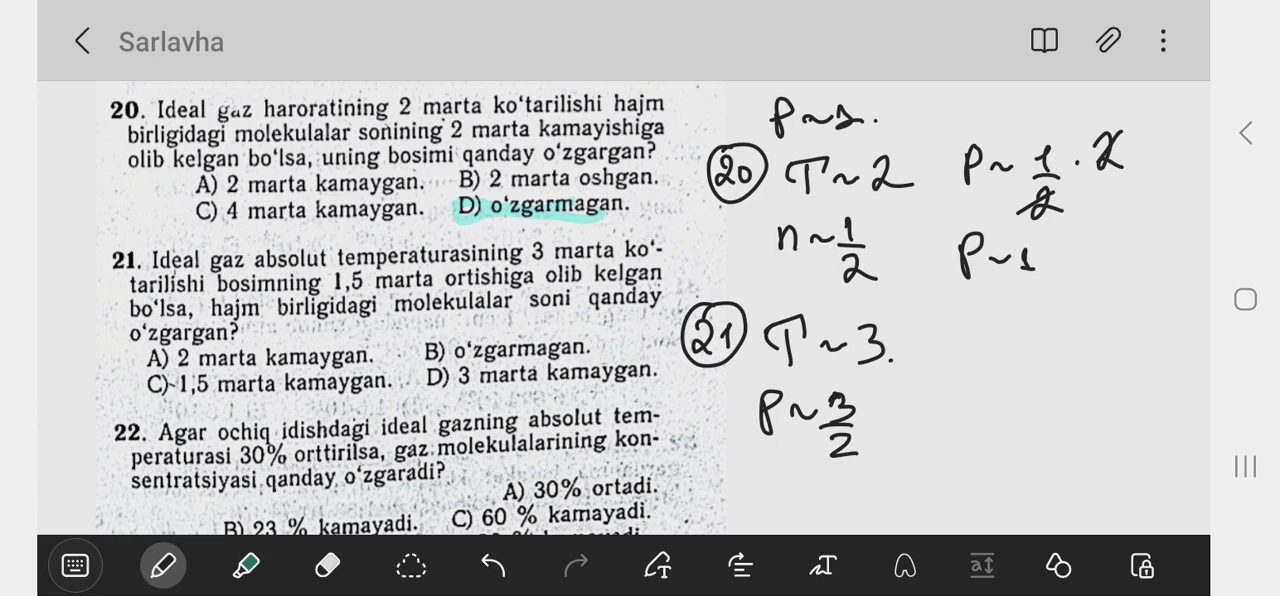 Sarlavha
20. Ideal gaz haroratining 2 marta ko‘tarilishi hajm
birligidagi molekulalar sonining 2 marta kamayishiga
olib kelgan bo‘lsa, uning bosimi qanday o‘zgargan?
A) 2 marta kamaygan. B) 2 marta oshgan.
C) 4 marta kamaygan. D) o‘zgarmagan.
21. Ideal gaz absolut temperaturasining 3 marta ko‘-
tarilishi bosimning 1,5 marta ortishiga olib kelgan
bo‘lsa, hajm birligidagi molekulalar soni qanday
o‘zgargan?
A) 2 marta kamaygan. B) o‘zgarmagan.
C) 1,5 marta kamaygan. D) 3 marta kamaygan.
22. Agar ochiq idishdagi ideal gazning absolut tem-
peraturasi 30% orttirilsa, gaz molekulalarining kon-
sentratsiyasi qanday o‘zgaradi?
A) 30% ortadi.
B) 23 % kamayadi. C) 60 % kamayadi.
P~1.
20 T~2 P~1/2 · 2
n~1/2 P~1
21 T~3.
P~3/2